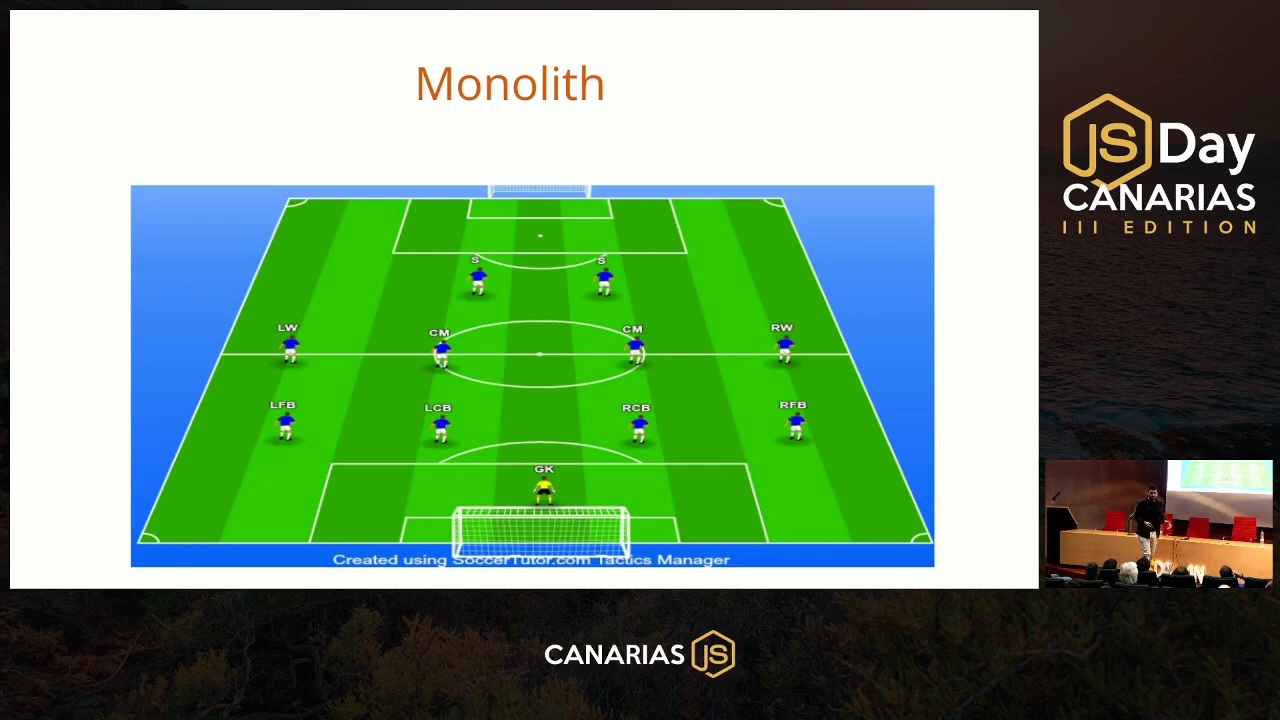 Monolith
S S
LW CM CM RW
LFB LCB RCB RFB
GK
Created using SoccerTutor.com Tactics Manager
JS Day
CANARIAS
III EDITION
CANARIAS JS